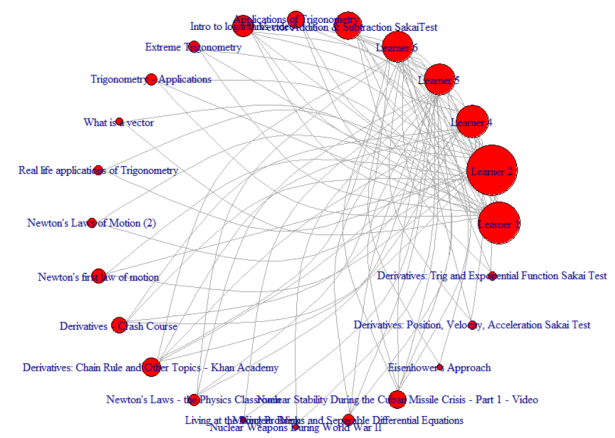 Applications of Trigonometry
Addition & Subtraction SakaiTest
Intro to
Learner 6
Extreme Trigonometry
Learner 5
Trigonometry - Applications
Learner 4
What is a vector
Learner 2
Real life applications of Trigonometry
Learner 1
Newton's Laws of Motion (2)
Newton's first law of motion
Derivatives: Trig and Exponential Function Sakai Test
Derivatives - Crash Course
Derivatives: Position, Velocity, Acceleration Sakai Test
Derivatives: Chain Rule and Other Topics - Khan Academy
Eisenhower's Approach
Newton's Laws - the Physics Classroom
Nuclear Stability During the Cuban Missile Crisis - Part 1 - Video
Living at the
and Separable Differential Equations
Nuclear Weapons During World War II